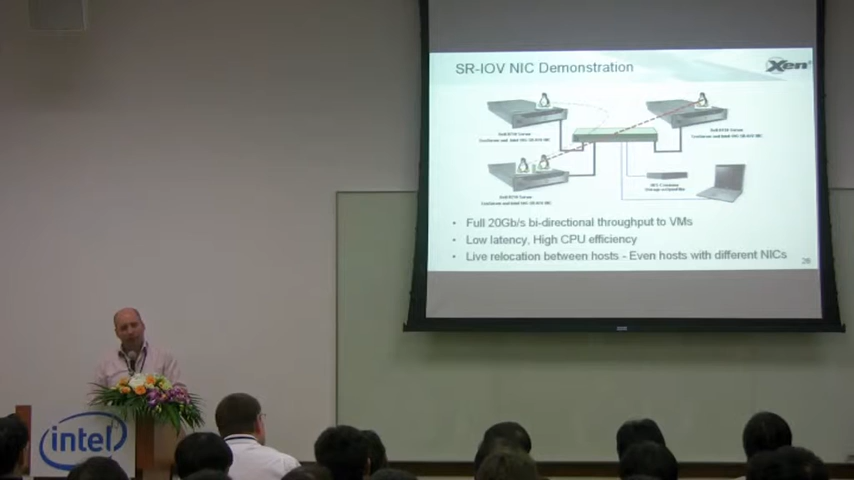 SR-IOV NIC Demonstration
Xen
• Full 20Gb/s bi-directional throughput to VMs
• Low latency, High CPU efficiency
• Live relocation between hosts - Even hosts with different NICs
26
intel